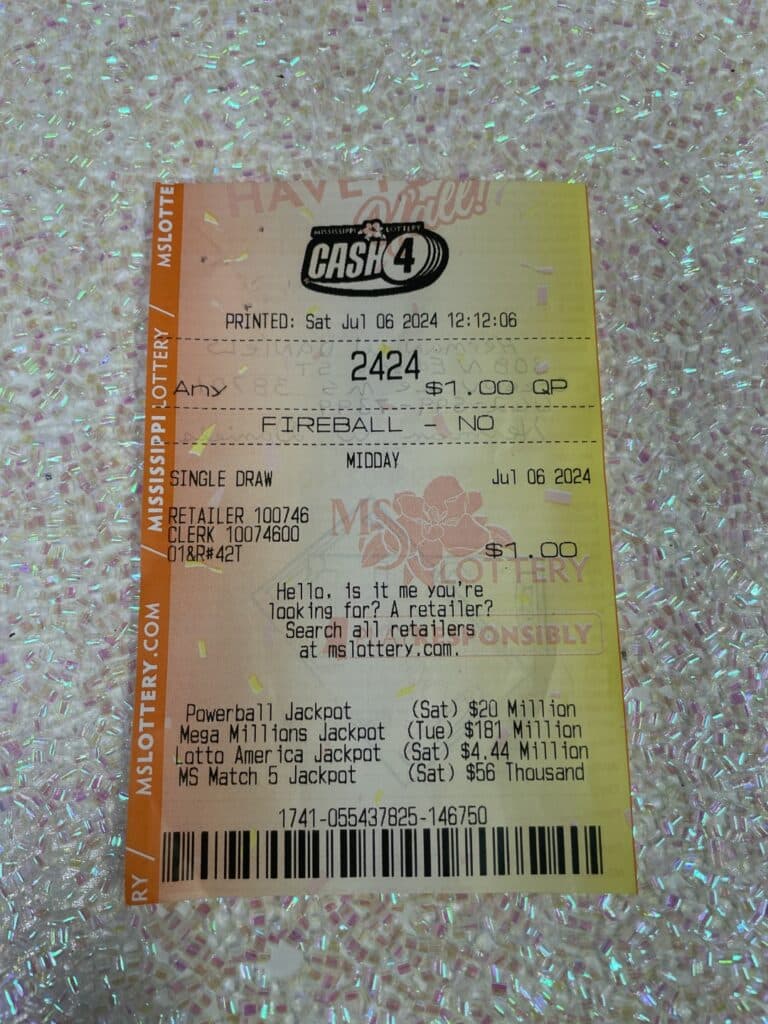 HAVE
Y'all!
MISSISSIPPI LOTTERY
CASH 4
PRINTED: Sat Jul 06 2024 12:12:06
2424
Any $1.00 QP
FIREBALL - NO
MIDDAY
SINGLE DRAW Jul 06 2024
RETAILER 100746
CLERK 10074600
01&R#42T
$1.00
MS
LOTTERY
Hello, is it me you're
looking for? A retailer?
Search all retailers
at mslottery.com.
RESPONSIBLY
Powerball Jackpot (Sat) $20 Million
Mega Millions Jackpot (Tue) $181 Million
Lotto America Jackpot (Sat) $4.44 Million
MS Match 5 Jackpot (Sat) $56 Thousand
1741-055437825-146750
MSLOTTE
MISSISSIPPI LOTTERY
MSLOTTERY.COM
RY